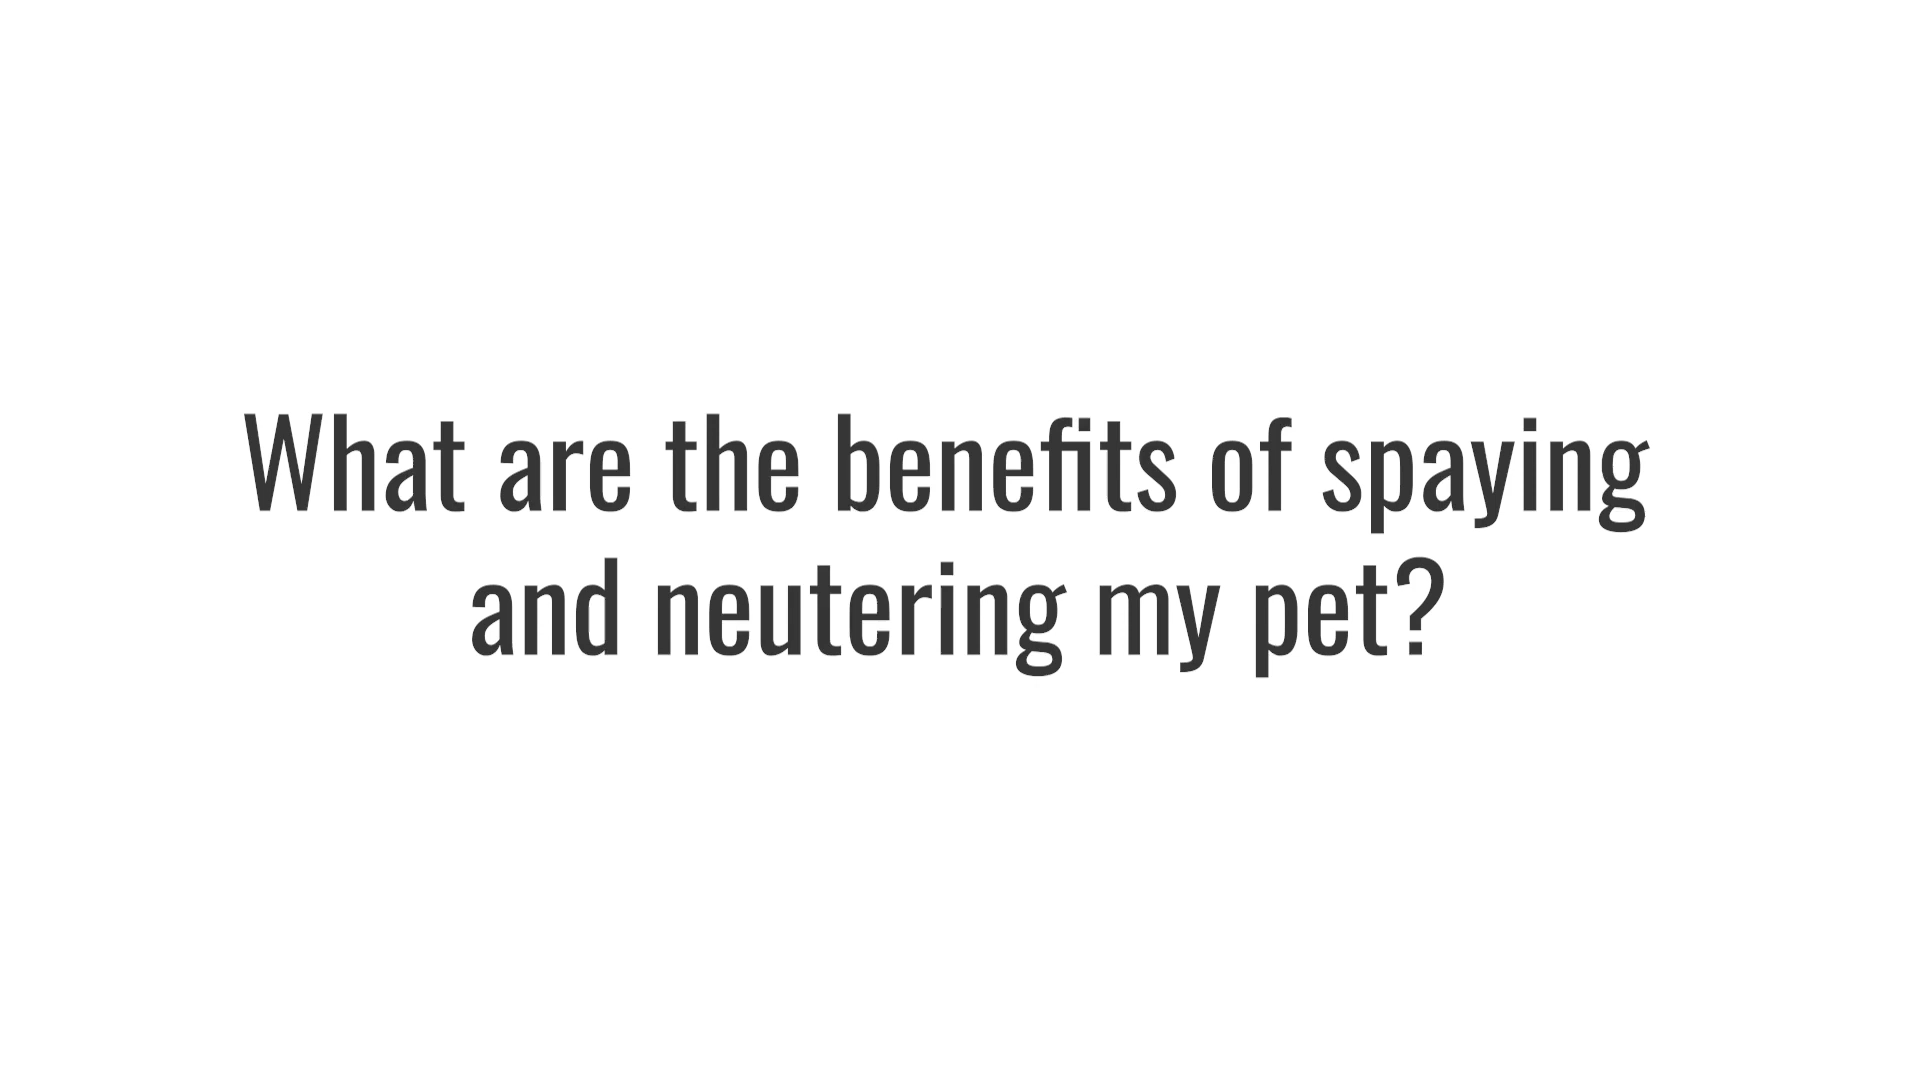 What are the benefits of spaying
and neutering my pet?